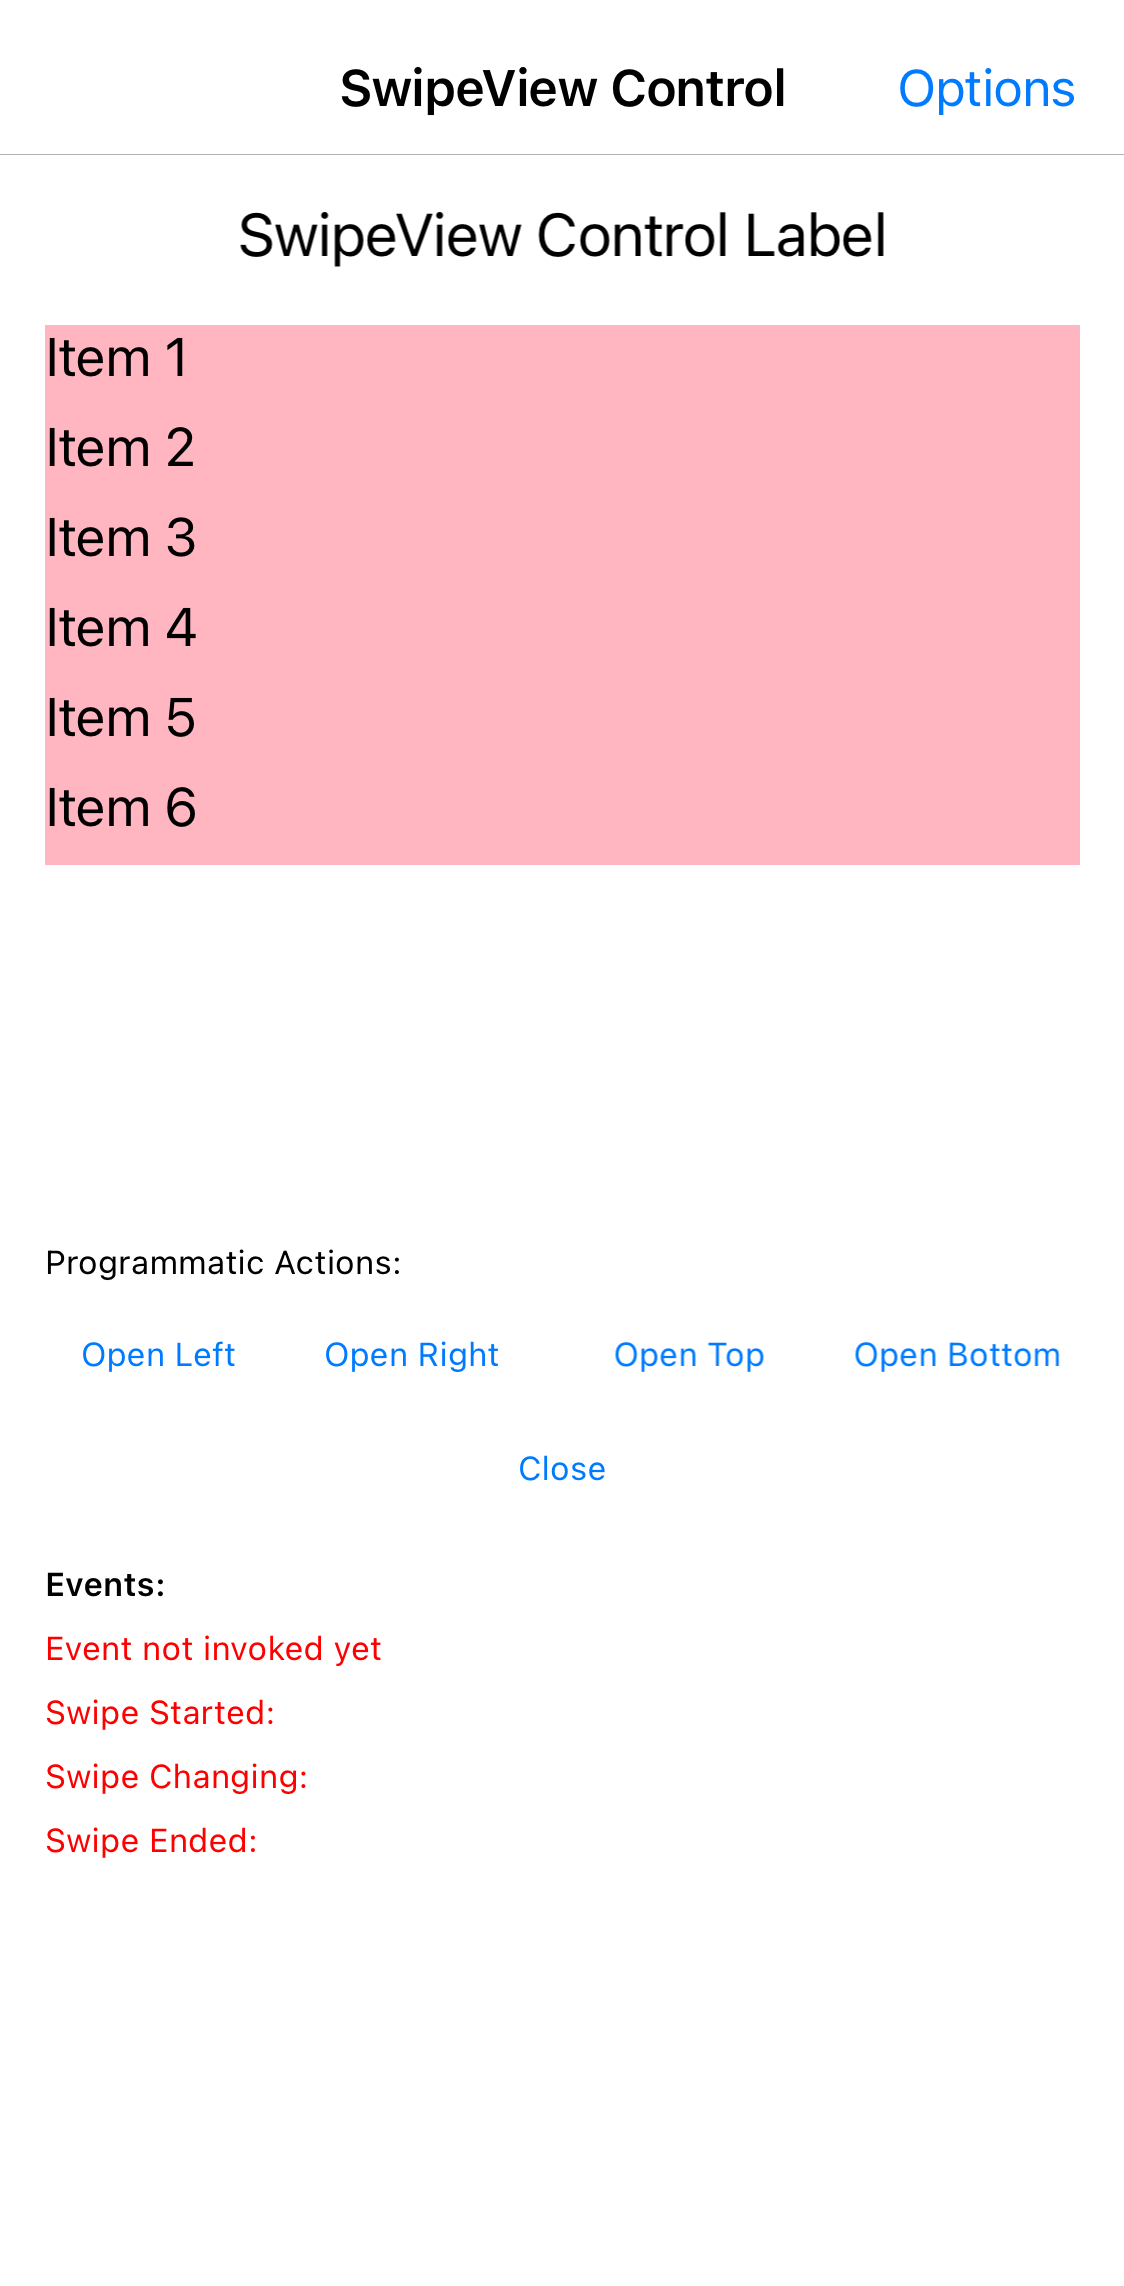 SwipeView Control Options
SwipeView Control Label
Item 1
Item 2
Item 3
Item 4
Item 5
Item 6
Programmatic Actions:
Open Left Open Right Open Top Open Bottom
Close
Events:
Event not invoked yet
Swipe Started:
Swipe Changing:
Swipe Ended: